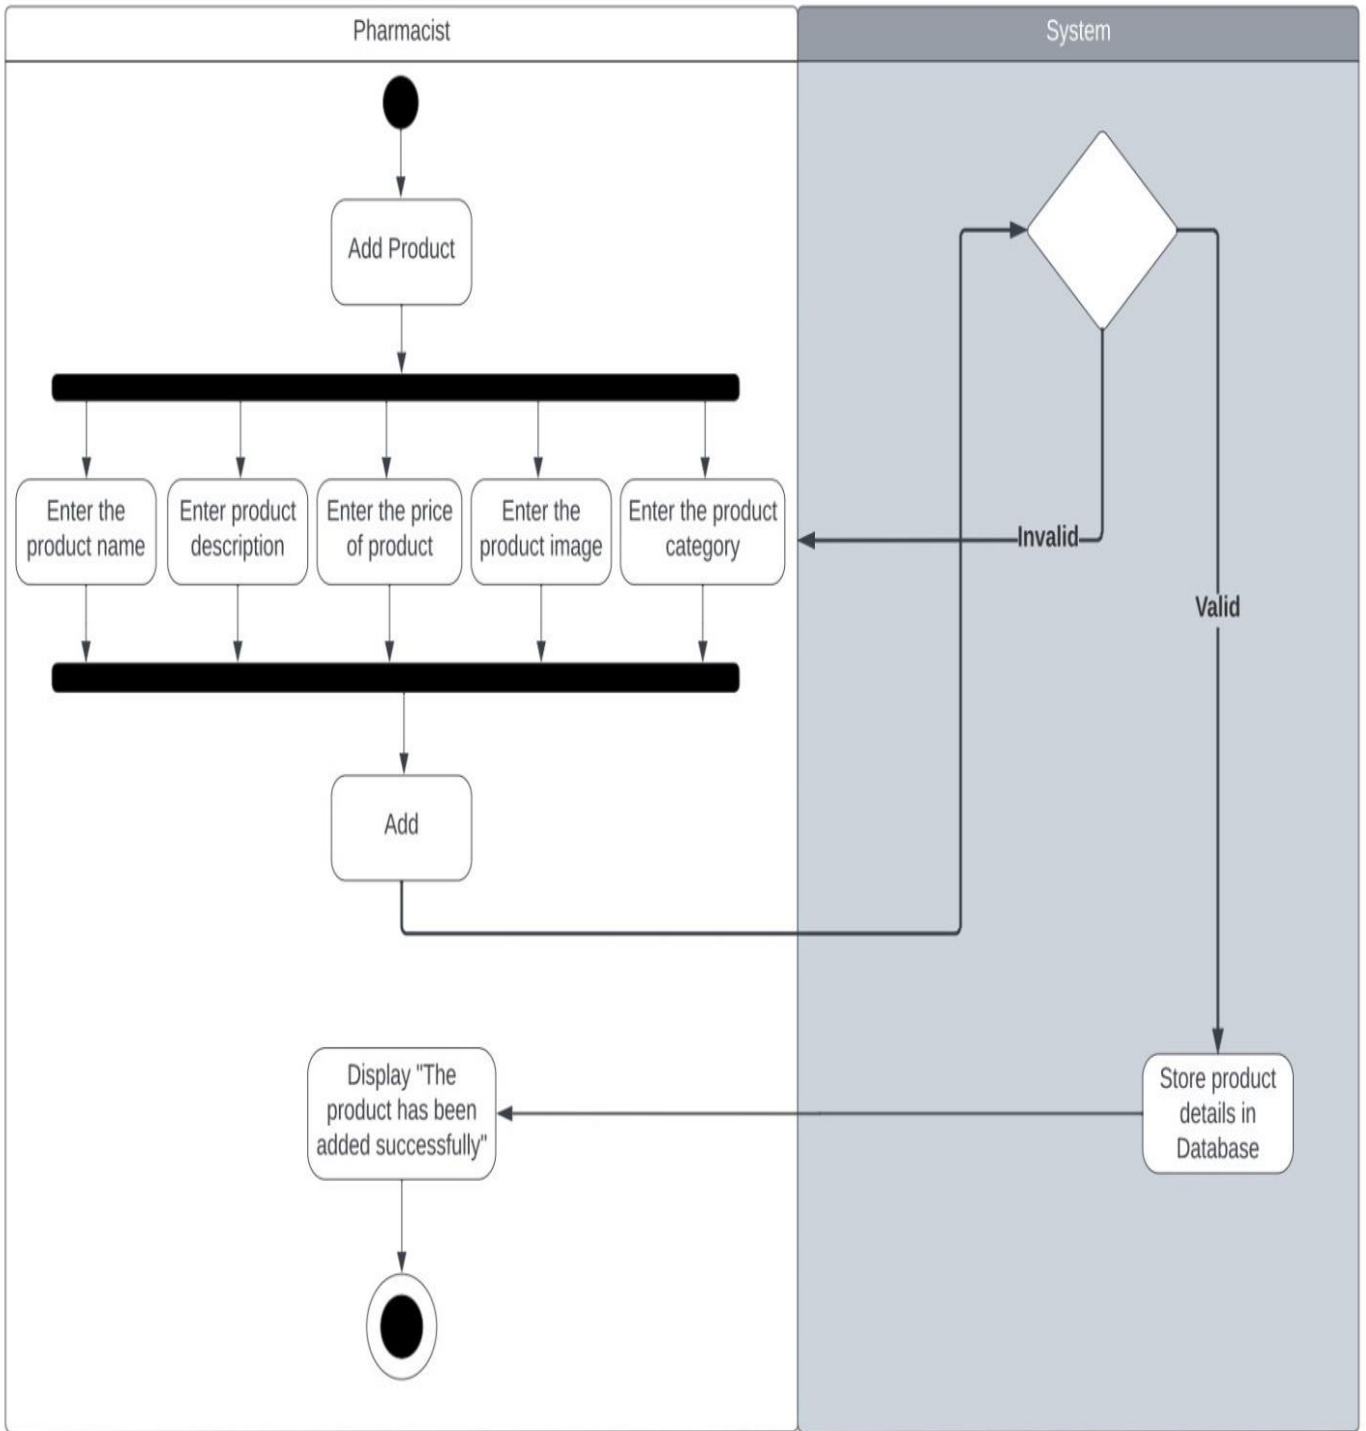 Pharmacist
System
Add Product
Enter the
product name
Enter product
description
Enter the price
of product
Enter the
product image
Enter the product
category
Invalid
Valid
Add
Display "The
product has been
added successfully"
Store product
details in
Database